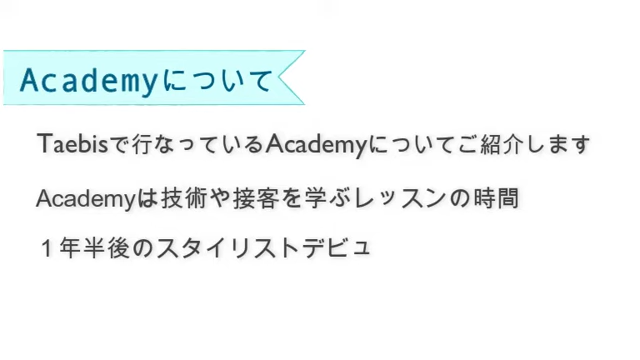 Academyについて
Taebisで行なっているAcademyについてご紹介します
Academyは技術や接客を学ぶレッスンの時間
１年半後のスタイリストデビュ